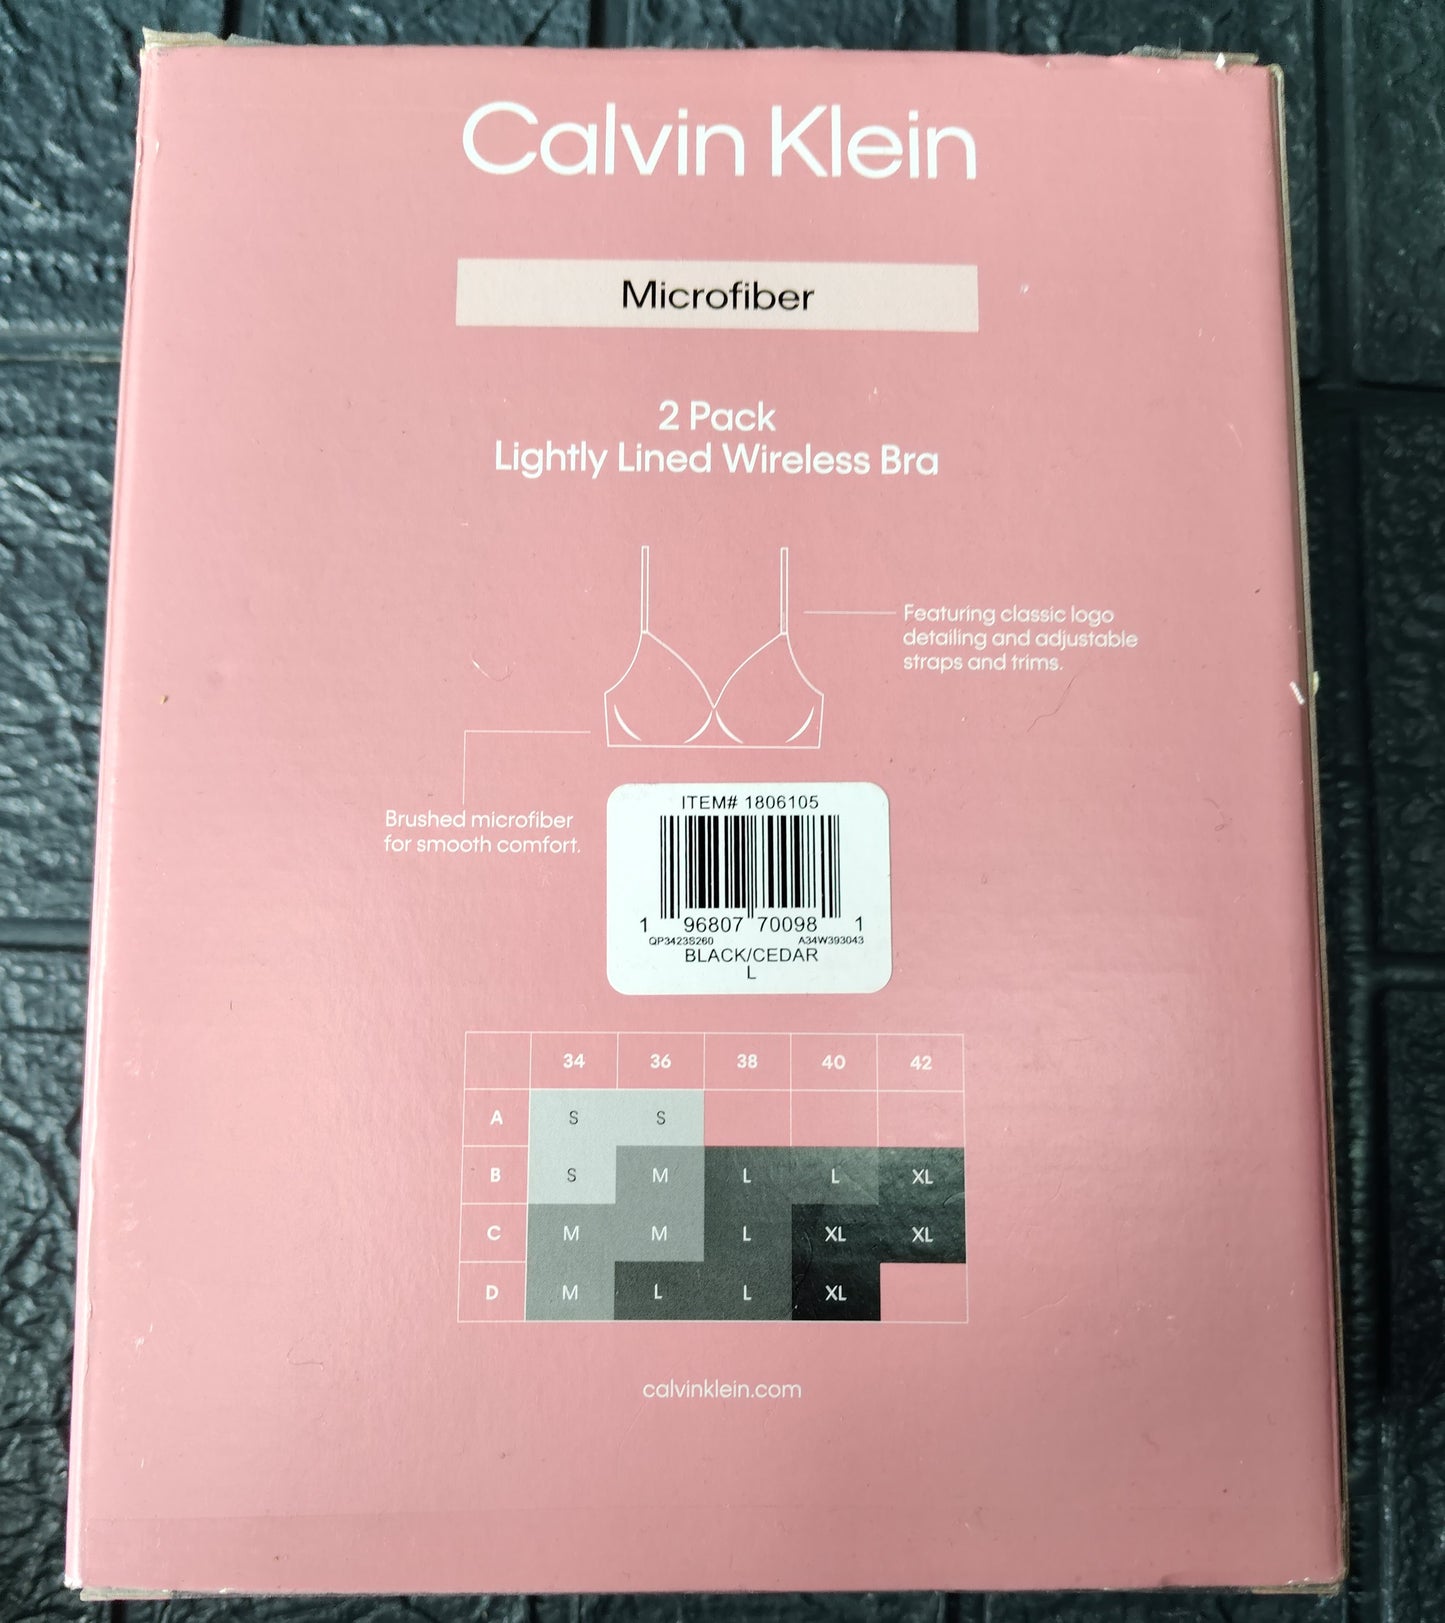 Calvin Klein
Microfiber
2 Pack
Lightly Lined Wireless Bra
Featuring classic logo
detailing and adjustable
straps and trims.
Brushed microfiber
for smooth comfort.
ITEM# 1806105
1 96807 70098 1
QP3423S260 A34W393043
BLACK/CEDAR
L
34 36 38 40 42
A S S
B S M L L XL
C M M L XL XL
D M L L XL
calvinklein.com